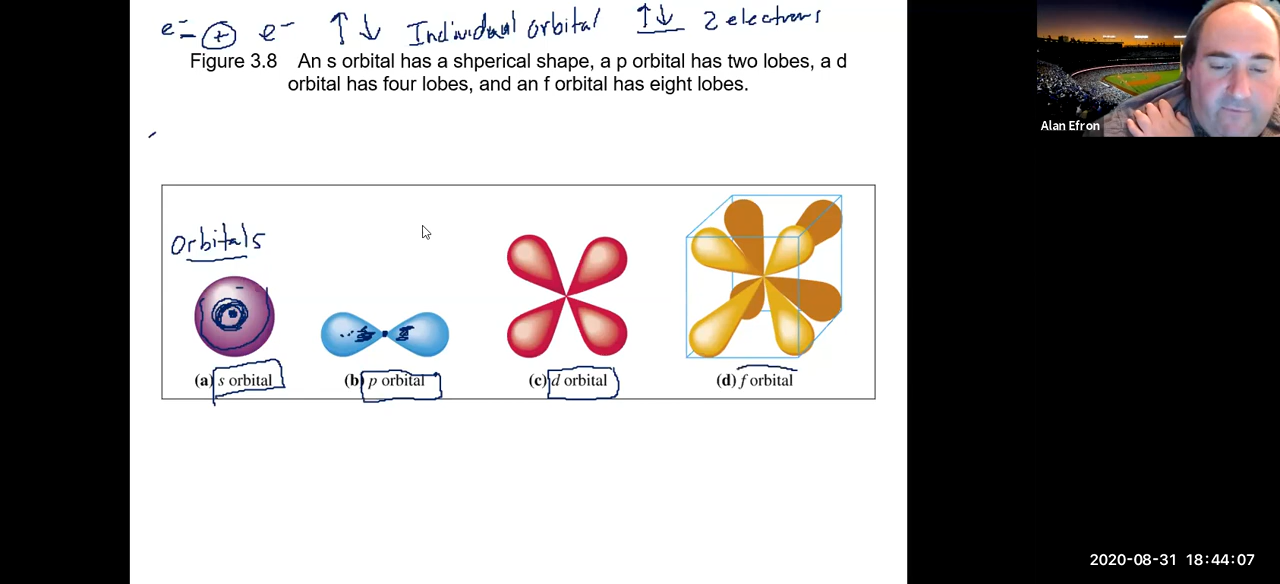 e⁻ = (+) e⁻ ↑ ↓ Individual orbital ↑↓ 2 electrons
Figure 3.8 An s orbital has a shperical shape, a p orbital has two lobes, a d
orbital has four lobes, and an f orbital has eight lobes.
Alan Efron
Orbitals
(a) s orbital (b) p orbital (c) d orbital (d) f orbital
2020-08-31 18:44:07